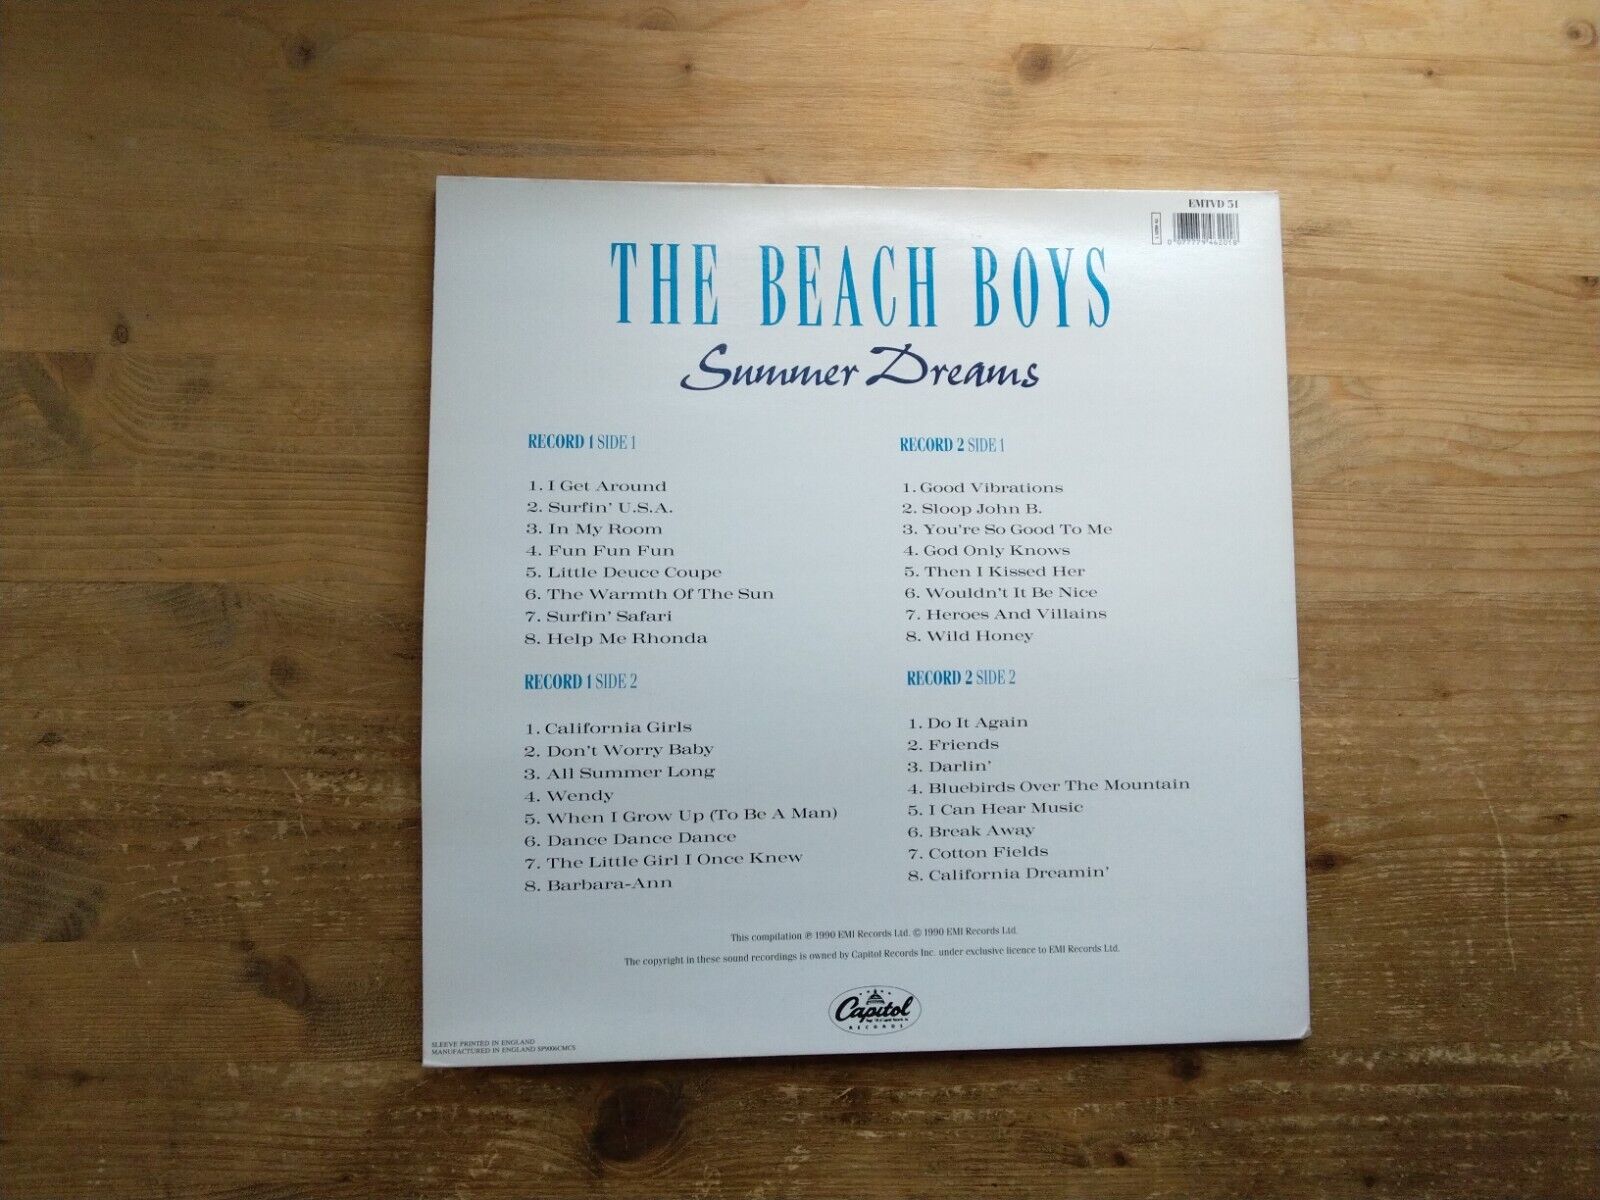 EMTVD 51
0 077779 462018
THE BEACH BOYS
Summer Dreams
RECORD 1 SIDE 1
1. I Get Around
2. Surfin' U.S.A.
3. In My Room
4. Fun Fun Fun
5. Little Deuce Coupe
6. The Warmth Of The Sun
7. Surfin' Safari
8. Help Me Rhonda
RECORD 1 SIDE 2
1. California Girls
2. Don't Worry Baby
3. All Summer Long
4. Wendy
5. When I Grow Up (To Be A Man)
6. Dance Dance Dance
7. The Little Girl I Once Knew
8. Barbara-Ann
RECORD 2 SIDE 1
1. Good Vibrations
2. Sloop John B.
3. You're So Good To Me
4. God Only Knows
5. Then I Kissed Her
6. Wouldn't It Be Nice
7. Heroes And Villains
8. Wild Honey
RECORD 2 SIDE 2
1. Do It Again
2. Friends
3. Darlin'
4. Bluebirds Over The Mountain
5. I Can Hear Music
6. Break Away
7. Cotton Fields
8. California Dreamin'
This compilation ℗ 1990 EMI Records Ltd. © 1990 EMI Records Ltd.
The copyright in these sound recordings is owned by Capitol Records Inc. under exclusive licence to EMI Records Ltd.
Capitol
RECORDS
SLEEVE PRINTED IN ENGLAND
MANUFACTURED IN ENGLAND SP9006CMCS